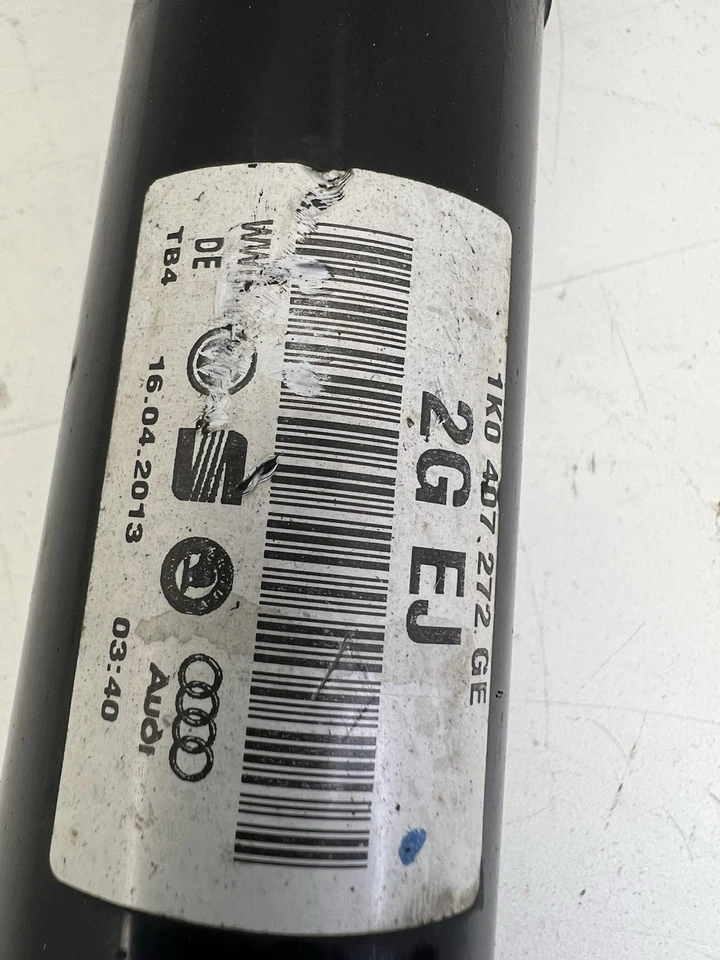 1K0 407.272 GE
2G EJ
DE
TB4 16.04.2013 03:40
Audi